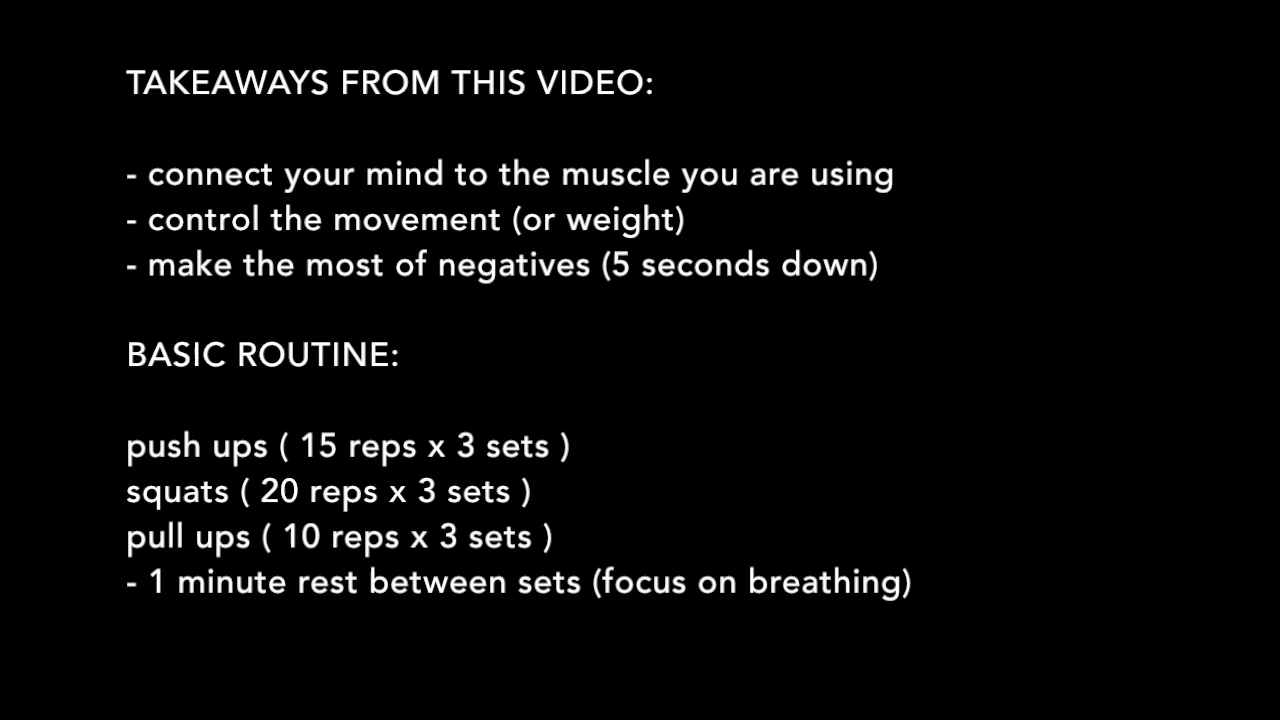 TAKEAWAYS FROM THIS VIDEO:
- connect your mind to the muscle you are using
- control the movement (or weight)
- make the most of negatives (5 seconds down)
BASIC ROUTINE:
push ups ( 15 reps x 3 sets )
squats ( 20 reps x 3 sets )
pull ups ( 10 reps x 3 sets )
- 1 minute rest between sets (focus on breathing)